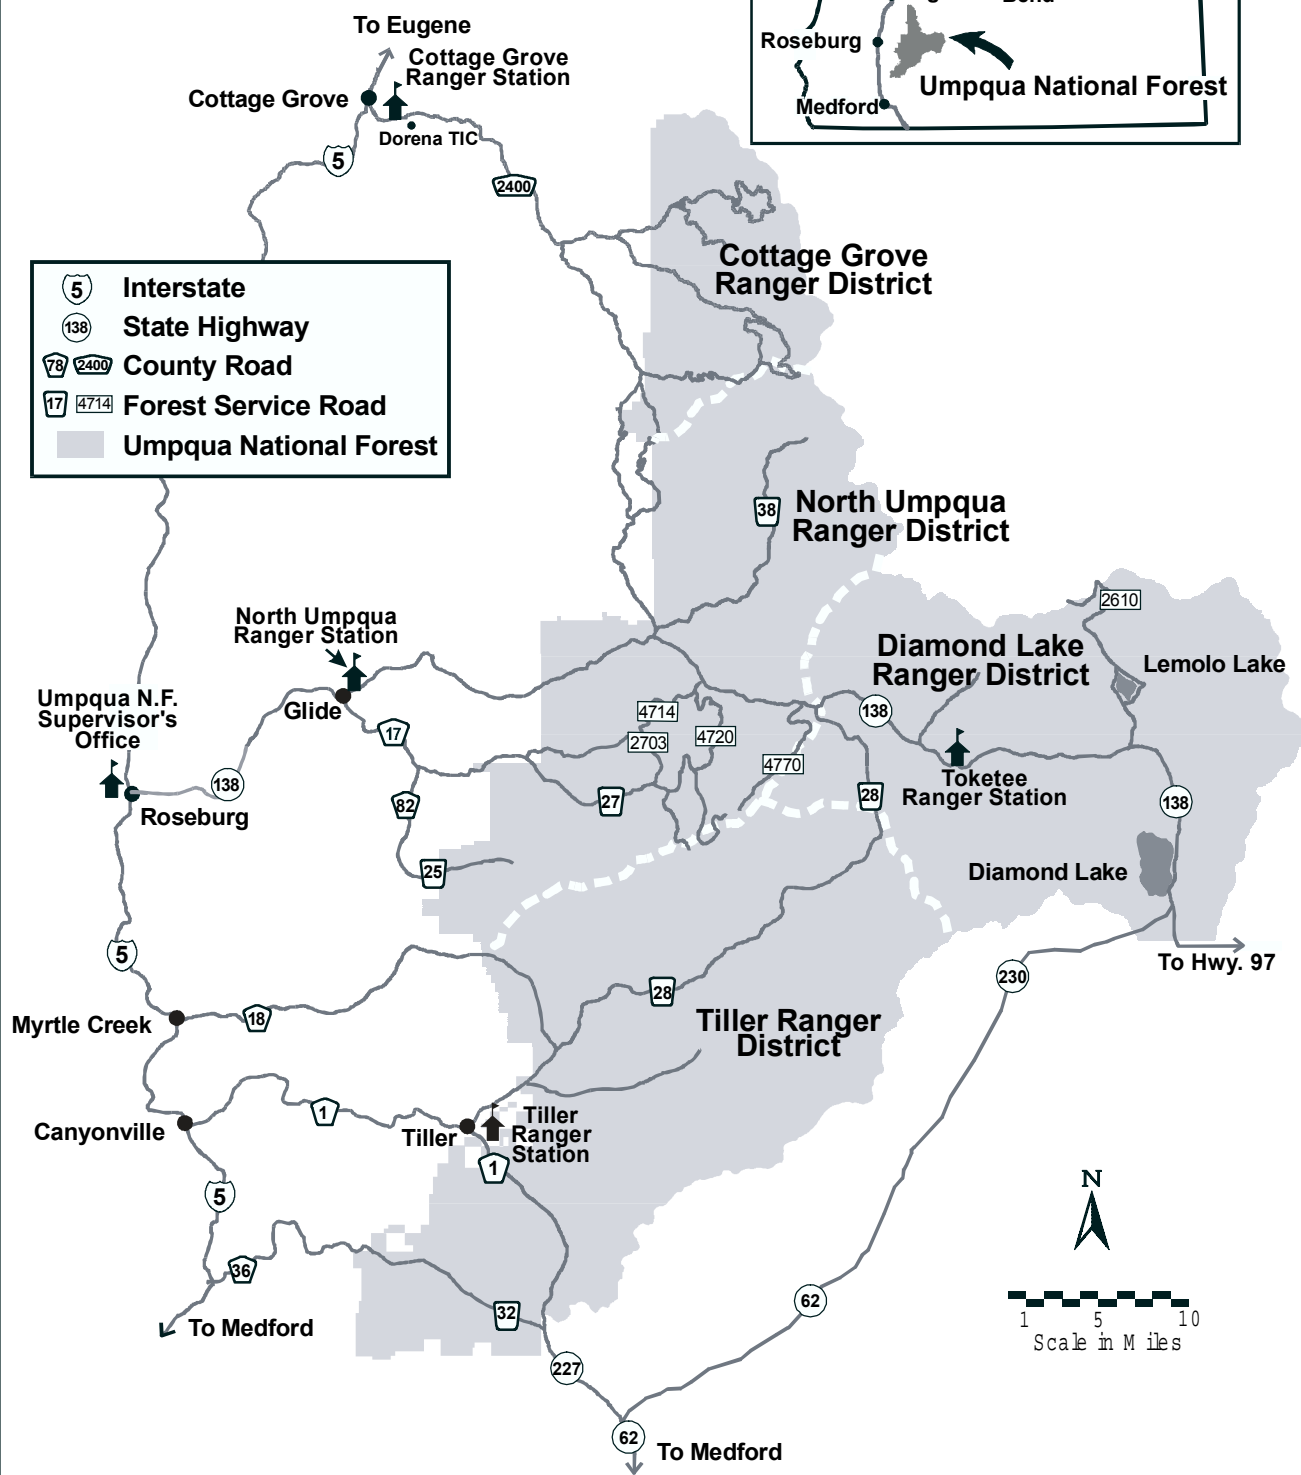 To Eugene
Cottage Grove
Ranger Station
Cottage Grove
Dorena TIC
5
2400
Roseburg
Umpqua National Forest
Medford
Cottage Grove
Ranger District
5 Interstate
138 State Highway
78 2400 County Road
17 4714 Forest Service Road
Umpqua National Forest
38
North Umpqua
Ranger District
2610
North Umpqua
Ranger Station
Diamond Lake
Ranger District
Lemolo Lake
Umpqua N.F.
Supervisor's
Office
Glide
17
4714
2703
4720
4770
138
138
Roseburg
82
27
28
Toketee
Ranger Station
138
25
Diamond Lake
5
To Hwy. 97
230
28
Myrtle Creek
18
Tiller Ranger
District
1
Canyonville
Tiller
Tiller
Ranger
Station
1
5
N
36
62
To Medford
32
1 5 10
Scale in Miles
227
62
To Medford